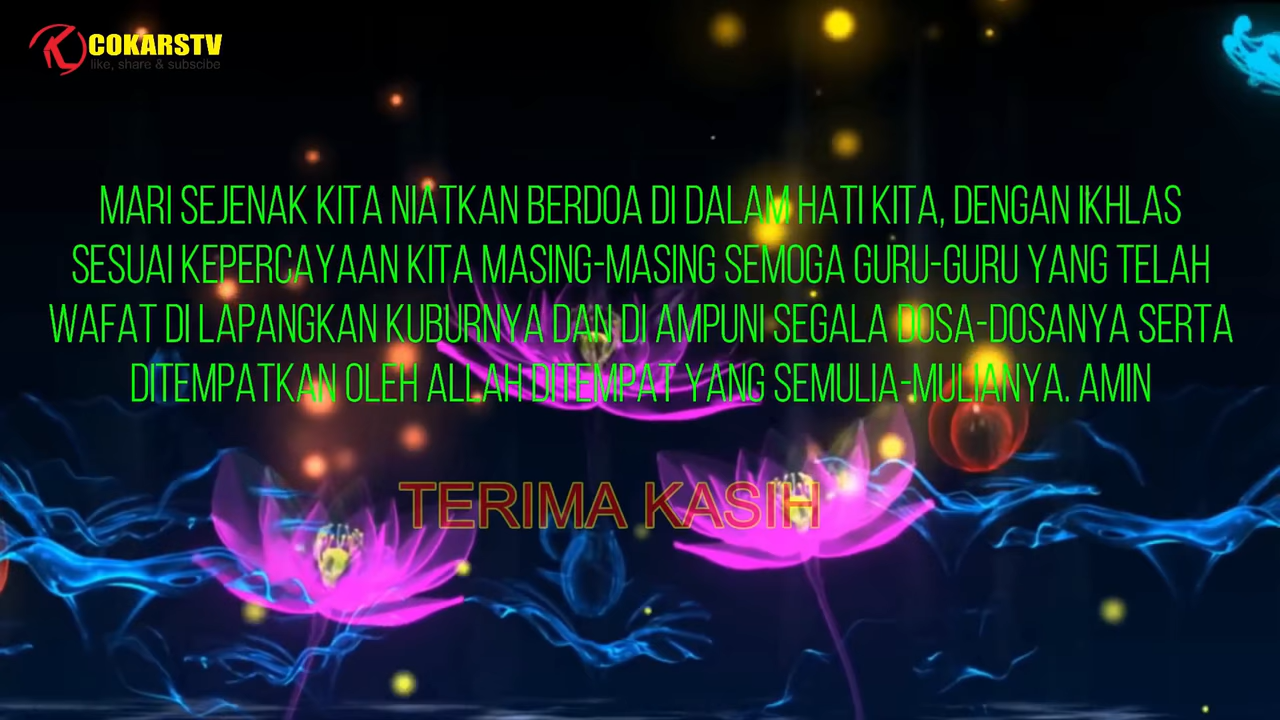 COKARSTV
like, share & subscibe
MARI SEJENAK KITA NIATKAN BERDOA DI DALAM HATI KITA, DENGAN IKHLAS
SESUAI KEPERCAYAAN KITA MASING-MASING SEMOGA GURU-GURU YANG TELAH
WAFAT DI LAPANGKAN KUBURNYA DAN DI AMPUNI SEGALA DOSA-DOSANYA SERTA
DITEMPATKAN OLEH ALLAH DITEMPAT YANG SEMULIA-MULIANYA. AMIN
TERIMA KASIH